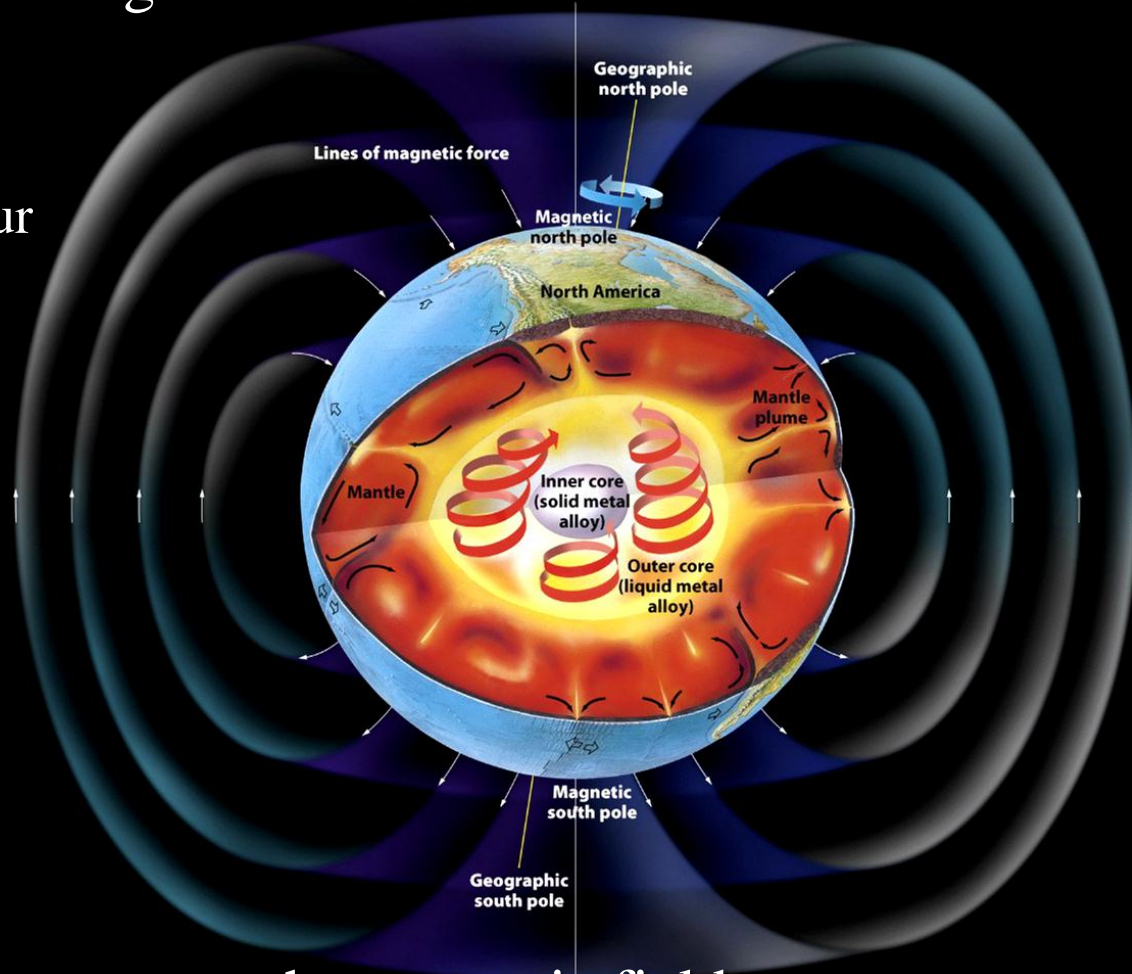 g
Geographic
north pole
Lines of magnetic force
ur
Magnetic
north pole
North America
Mantle
plume
Mantle
Inner core
(solid metal
alloy)
Outer core
(liquid metal
alloy)
Magnetic
south pole
Geographic
south pole